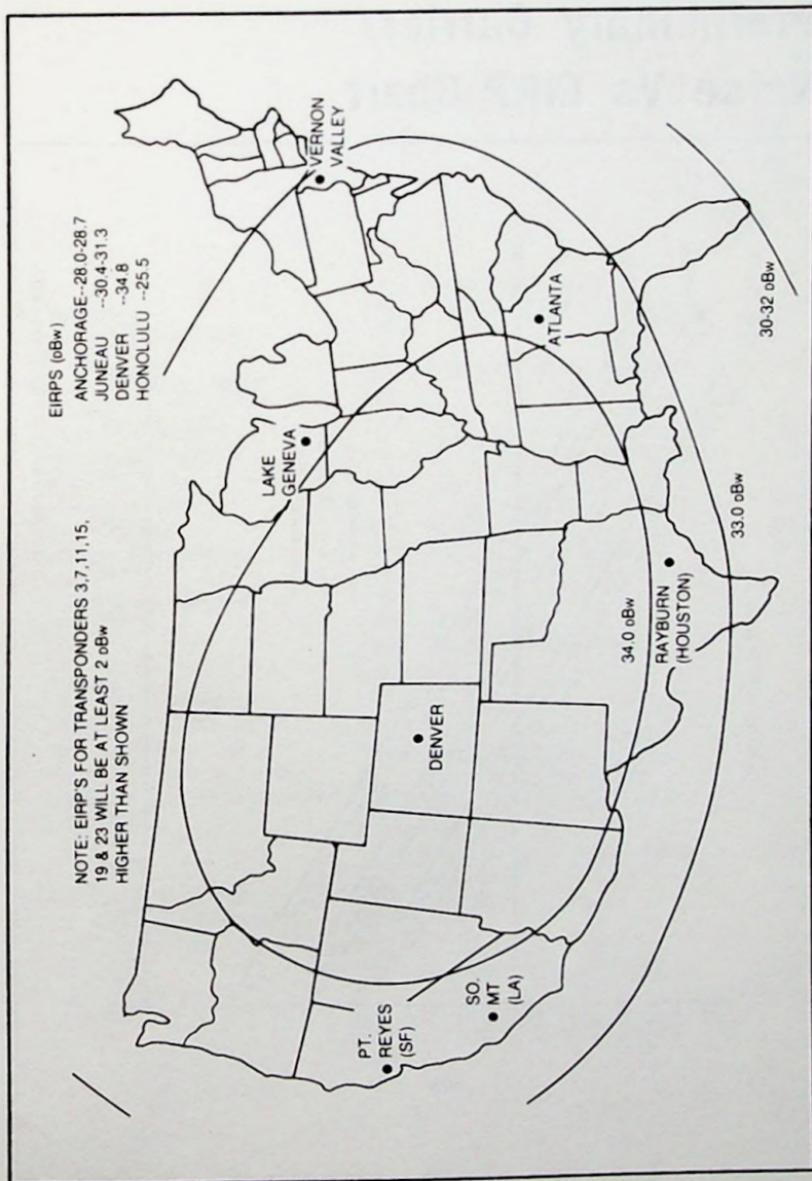 EIRPS (dBw)
ANCHORAGE--28.0-28.7
JUNEAU --30.4-31.3
DENVER --34.8
HONOLULU --25.5
NOTE: EIRP'S FOR TRANSPONDERS 3,7,11,15,
19 & 23 WILL BE AT LEAST 2 dBw
HIGHER THAN SHOWN
VERNON
VALLEY
LAKE
GENEVA
PT.
REYES
(SF)
SO.
MT
(LA)
DENVER
ATLANTA
34.0 dBw
RAYBURN
(HOUSTON)
33.0 dBw
30-32 dBw